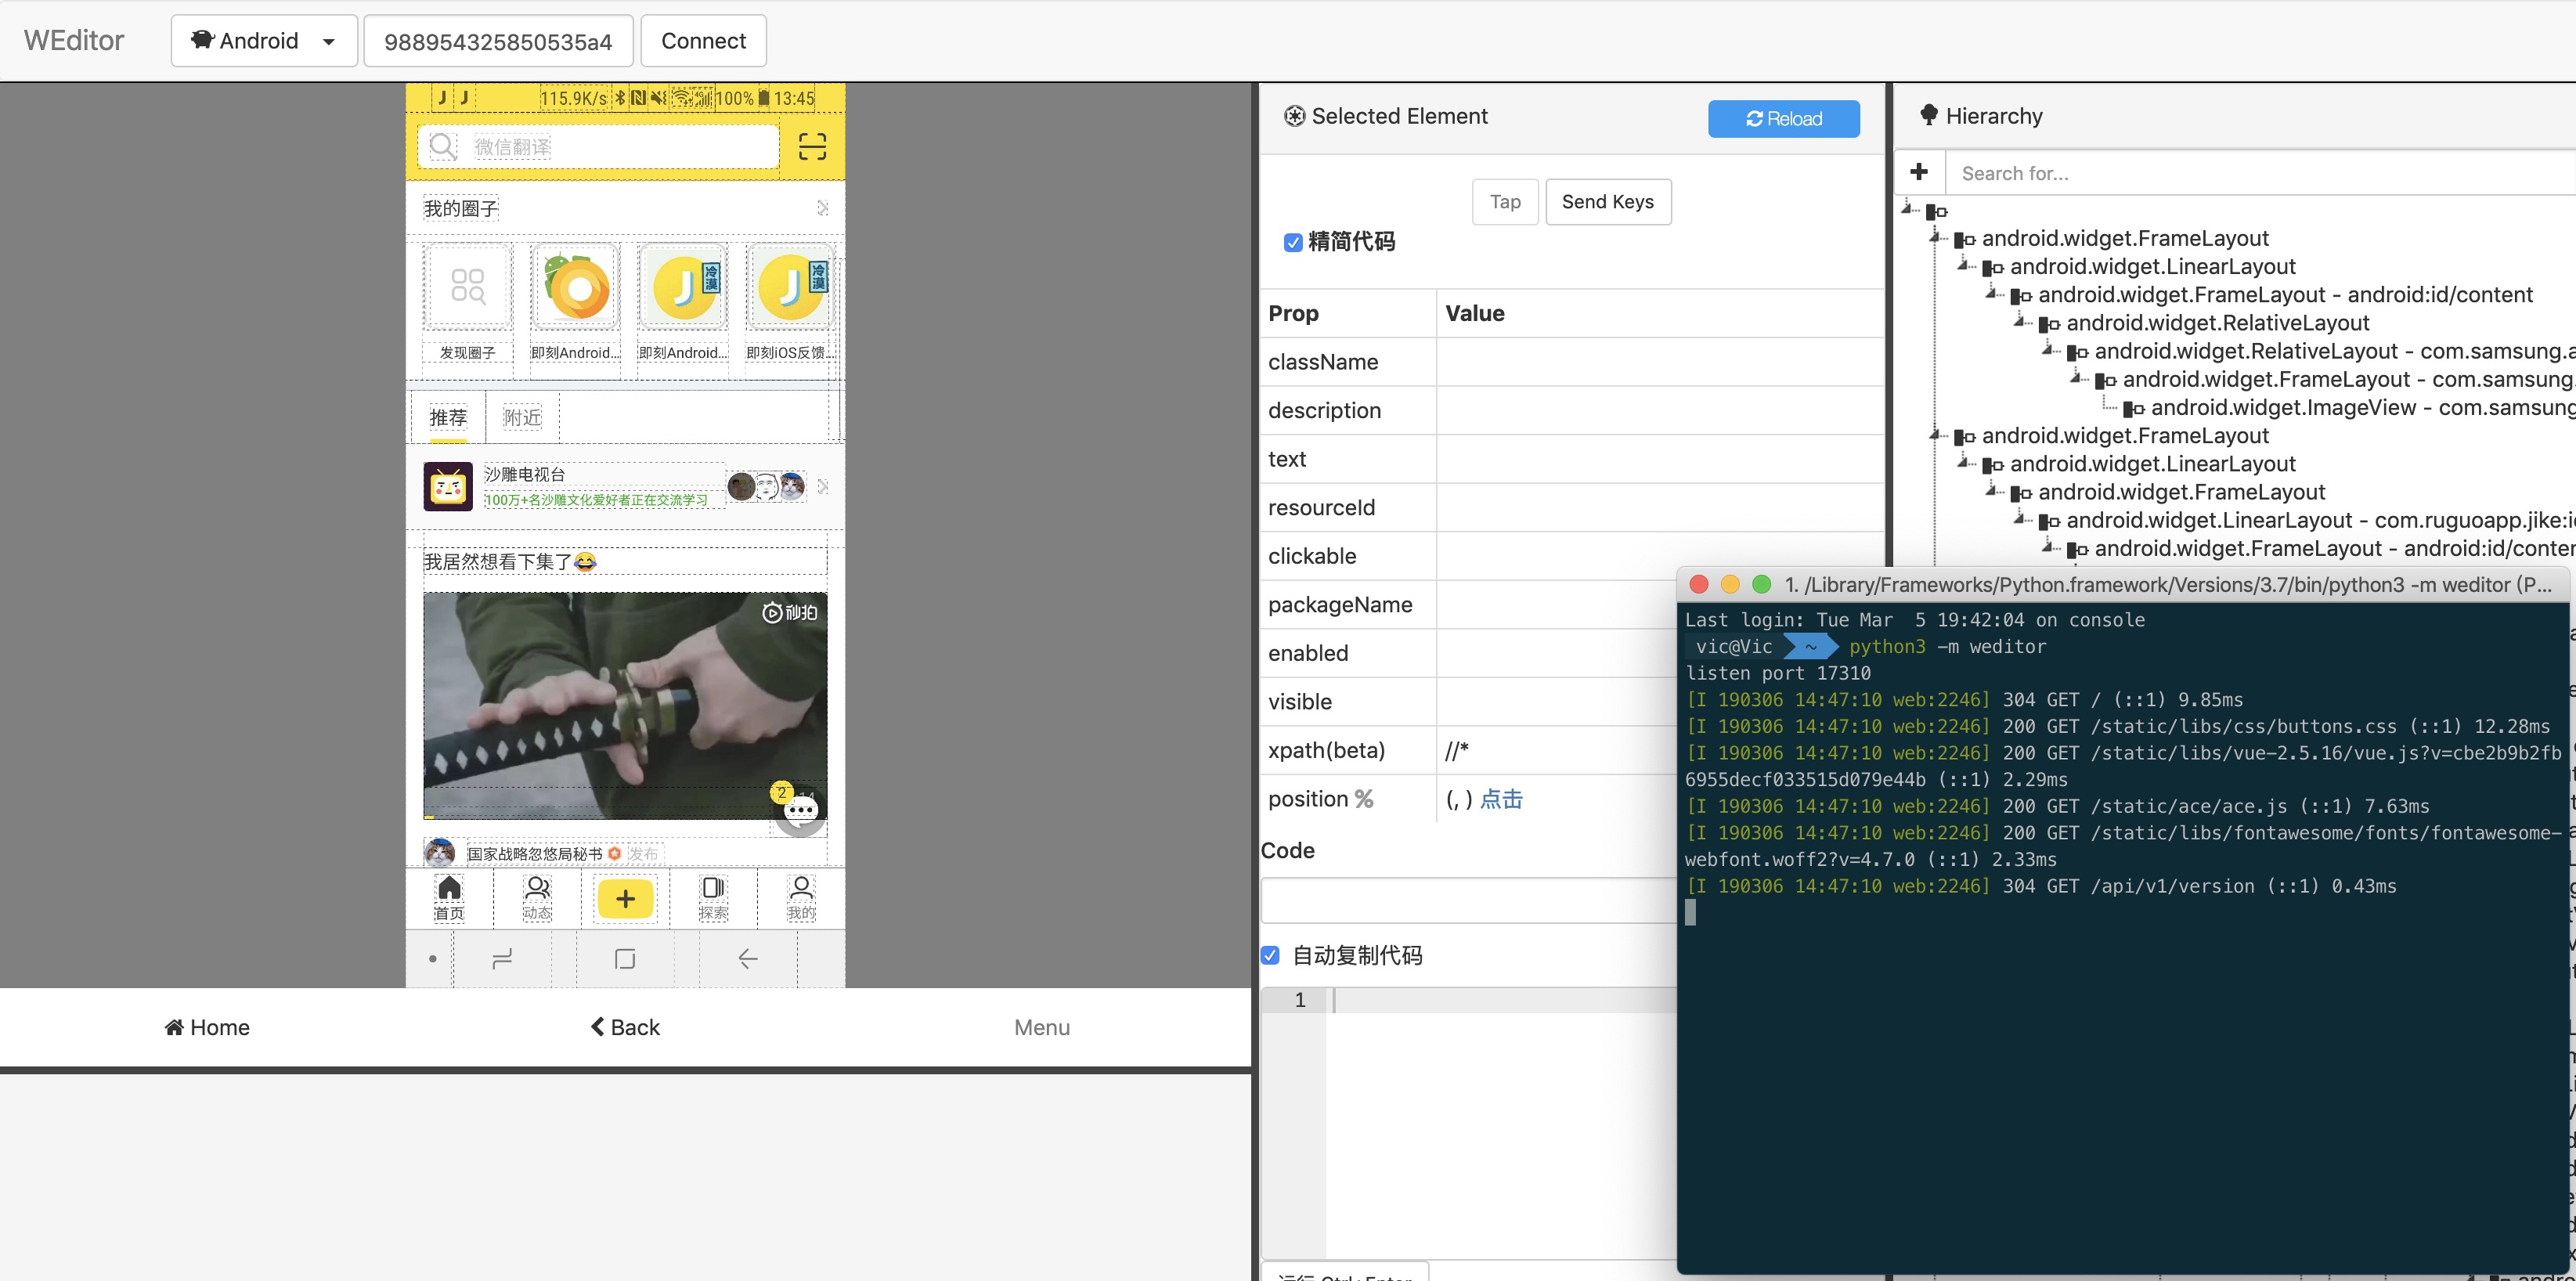 WEditor
Android
988954325850535a4
Connect
115.9K/s 100% 13:45
微信翻译
我的圈子
发现圈子
即刻Android...
即刻Android...
即刻iOS反馈...
冷漠
冷漠
推荐
附近
沙雕电视台
100万+名沙雕文化爱好者正在交流学习
我居然想看下集了😂
秒拍
2
国家战略忽悠局秘书 发布
首页
动态
探索
我的
Home
Back
Menu
Selected Element
Reload
Tap
Send Keys
精简代码
Prop Value
className
description
text
resourceId
clickable
packageName
enabled
visible
xpath(beta) //*
position % (, ) 点击
Code
自动复制代码
1
Hierarchy
Search for...
android.widget.FrameLayout
android.widget.LinearLayout
android.widget.FrameLayout - android:id/content
android.widget.RelativeLayout
android.widget.RelativeLayout - com.samsung.a
android.widget.FrameLayout - com.samsung.
android.widget.ImageView - com.samsung
android.widget.FrameLayout
android.widget.LinearLayout
android.widget.FrameLayout
android.widget.LinearLayout - com.ruguoapp.jike:i
android.widget.FrameLayout - android:id/conte
1. /Library/Frameworks/Python.framework/Versions/3.7/bin/python3 -m weditor (P...
Last login: Tue Mar  5 19:42:04 on console
vic@Vic ~ python3 -m weditor
listen port 17310
[I 190306 14:47:10 web:2246] 304 GET / (::1) 9.85ms
[I 190306 14:47:10 web:2246] 200 GET /static/libs/css/buttons.css (::1) 12.28ms
[I 190306 14:47:10 web:2246] 200 GET /static/libs/vue-2.5.16/vue.js?v=cbe2b9b2fb
6955decf033515d079e44b (::1) 2.29ms
[I 190306 14:47:10 web:2246] 200 GET /static/ace/ace.js (::1) 7.63ms
[I 190306 14:47:10 web:2246] 200 GET /static/libs/fontawesome/fonts/fontawesome-
webfont.woff2?v=4.7.0 (::1) 2.33ms
[I 190306 14:47:10 web:2246] 304 GET /api/v1/version (::1) 0.43ms